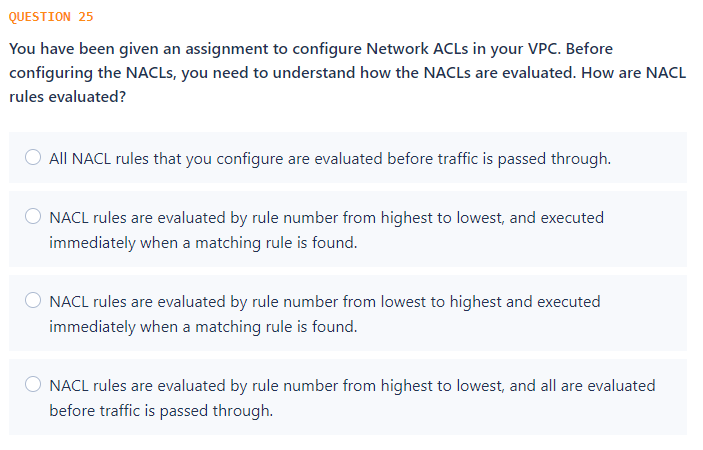 QUESTION 25
You have been given an assignment to configure Network ACLs in your VPC. Before
configuring the NACLs, you need to understand how the NACLs are evaluated. How are NACL
rules evaluated?
All NACL rules that you configure are evaluated before traffic is passed through.
NACL rules are evaluated by rule number from highest to lowest, and executed
immediately when a matching rule is found.
NACL rules are evaluated by rule number from lowest to highest and executed
immediately when a matching rule is found.
NACL rules are evaluated by rule number from highest to lowest, and all are evaluated
before traffic is passed through.